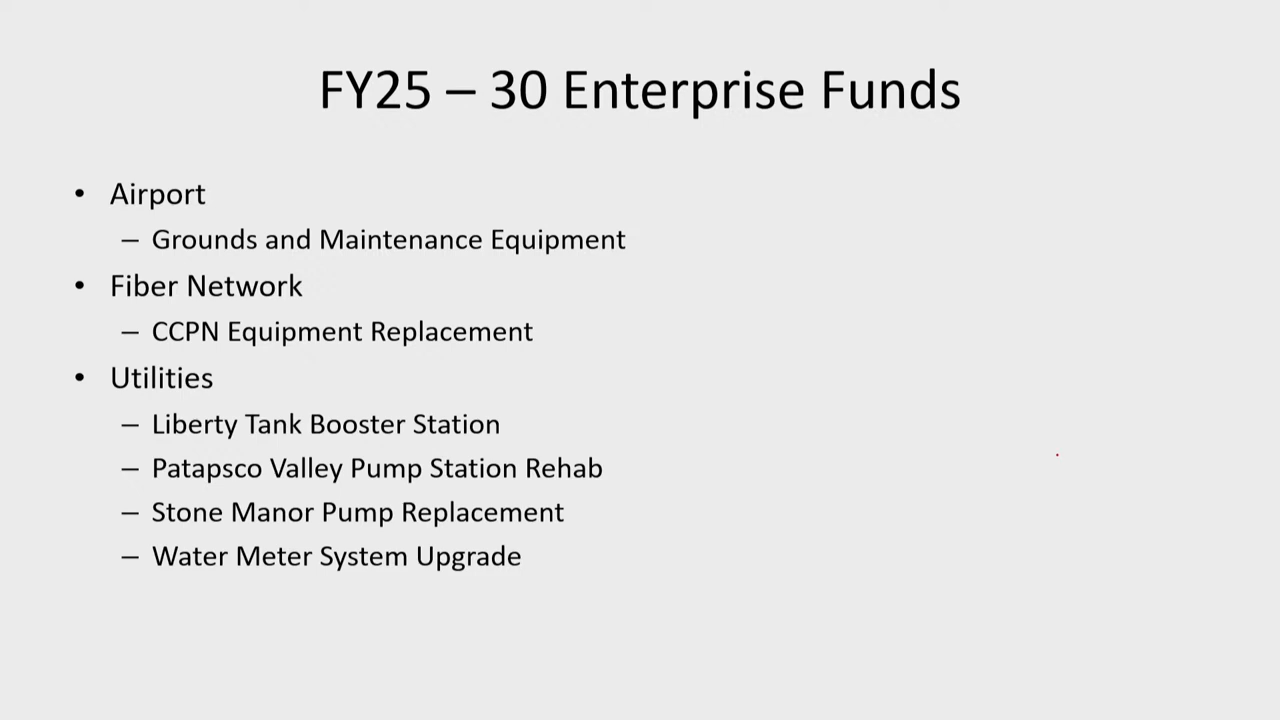 FY25 – 30 Enterprise Funds
• Airport
– Grounds and Maintenance Equipment
• Fiber Network
– CCPN Equipment Replacement
• Utilities
– Liberty Tank Booster Station
– Patapsco Valley Pump Station Rehab
– Stone Manor Pump Replacement
– Water Meter System Upgrade